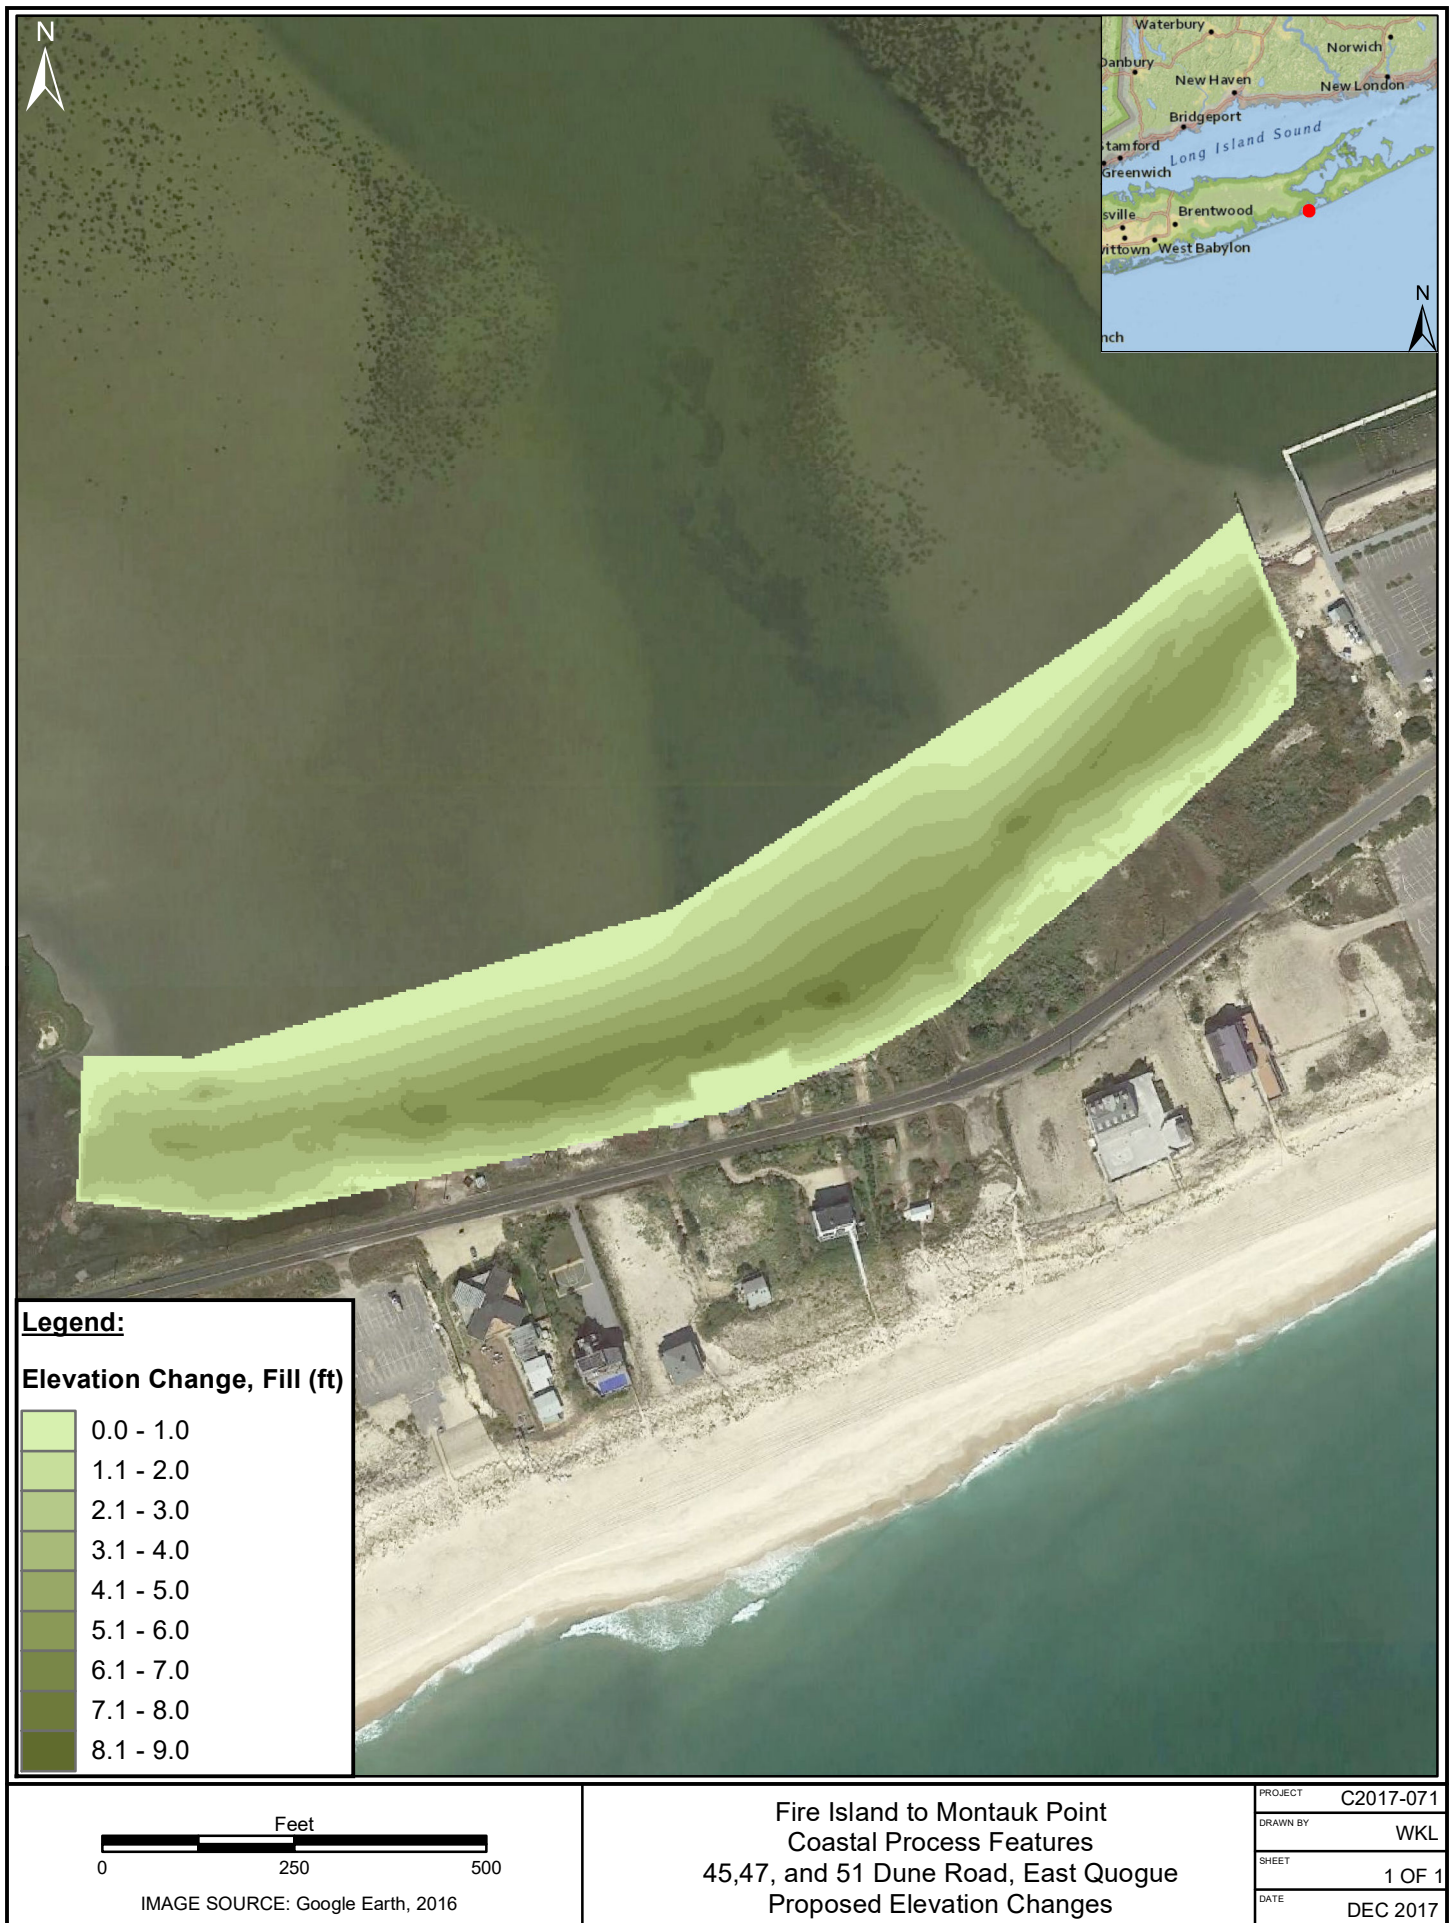 N
Waterbury
Norwich
Danbury
New Haven
New London
Bridgeport
Stamford
Long Island Sound
Greenwich
sville
Brentwood
vittown
West Babylon
N
nch
Legend:
Elevation Change, Fill (ft)
0.0 - 1.0
1.1 - 2.0
2.1 - 3.0
3.1 - 4.0
4.1 - 5.0
5.1 - 6.0
6.1 - 7.0
7.1 - 8.0
8.1 - 9.0
Feet
0 250 500
IMAGE SOURCE: Google Earth, 2016
Fire Island to Montauk Point
Coastal Process Features
45,47, and 51 Dune Road, East Quogue
Proposed Elevation Changes
PROJECT C2017-071
DRAWN BY WKL
SHEET 1 OF 1
DATE DEC 2017